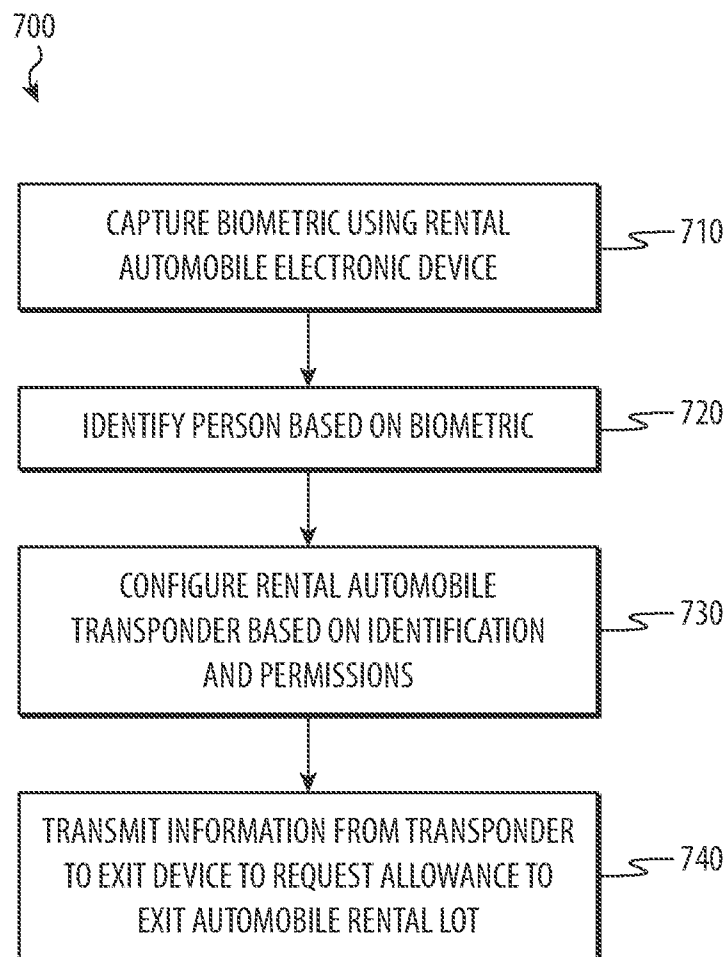 700
CAPTURE BIOMETRIC USING RENTAL
AUTOMOBILE ELECTRONIC DEVICE
710
IDENTIFY PERSON BASED ON BIOMETRIC
720
CONFIGURE RENTAL AUTOMOBILE
TRANSPONDER BASED ON IDENTIFICATION
AND PERMISSIONS
730
TRANSMIT INFORMATION FROM TRANSPONDER
TO EXIT DEVICE TO REQUEST ALLOWANCE TO
EXIT AUTOMOBILE RENTAL LOT
740